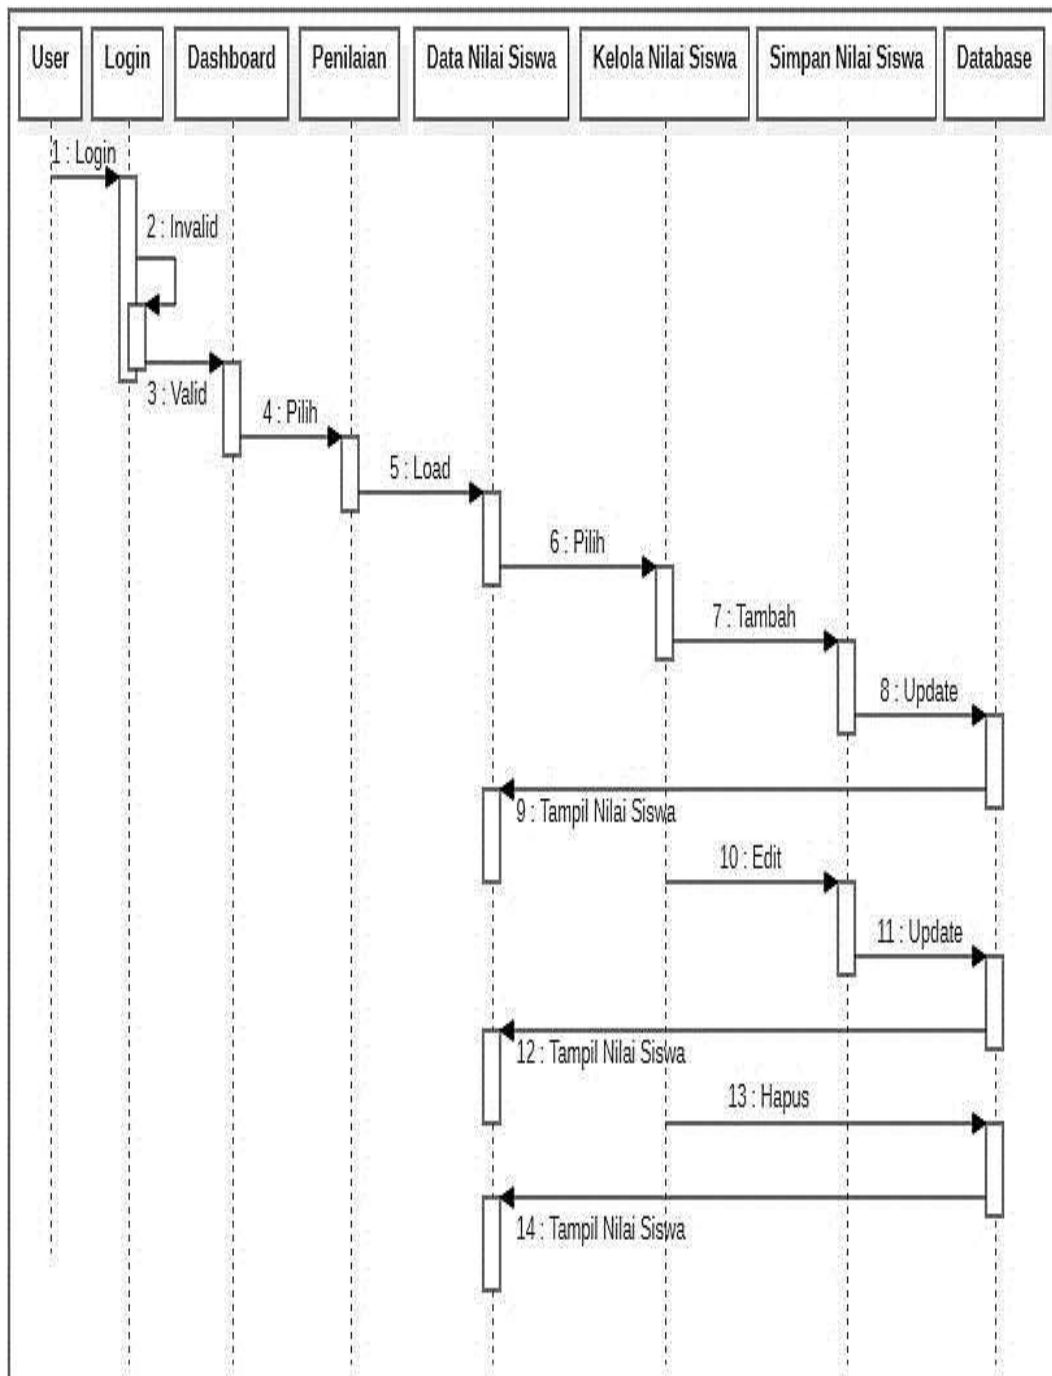 User
Login
Dashboard
Penilaian
Data Nilai Siswa
Kelola Nilai Siswa
Simpan Nilai Siswa
Database
1 : Login
2 : Invalid
3 : Valid
4 : Pilih
5 : Load
6 : Pilih
7 : Tambah
8 : Update
9 : Tampil Nilai Siswa
10 : Edit
11 : Update
12 : Tampil Nilai Siswa
13 : Hapus
14 : Tampil Nilai Siswa